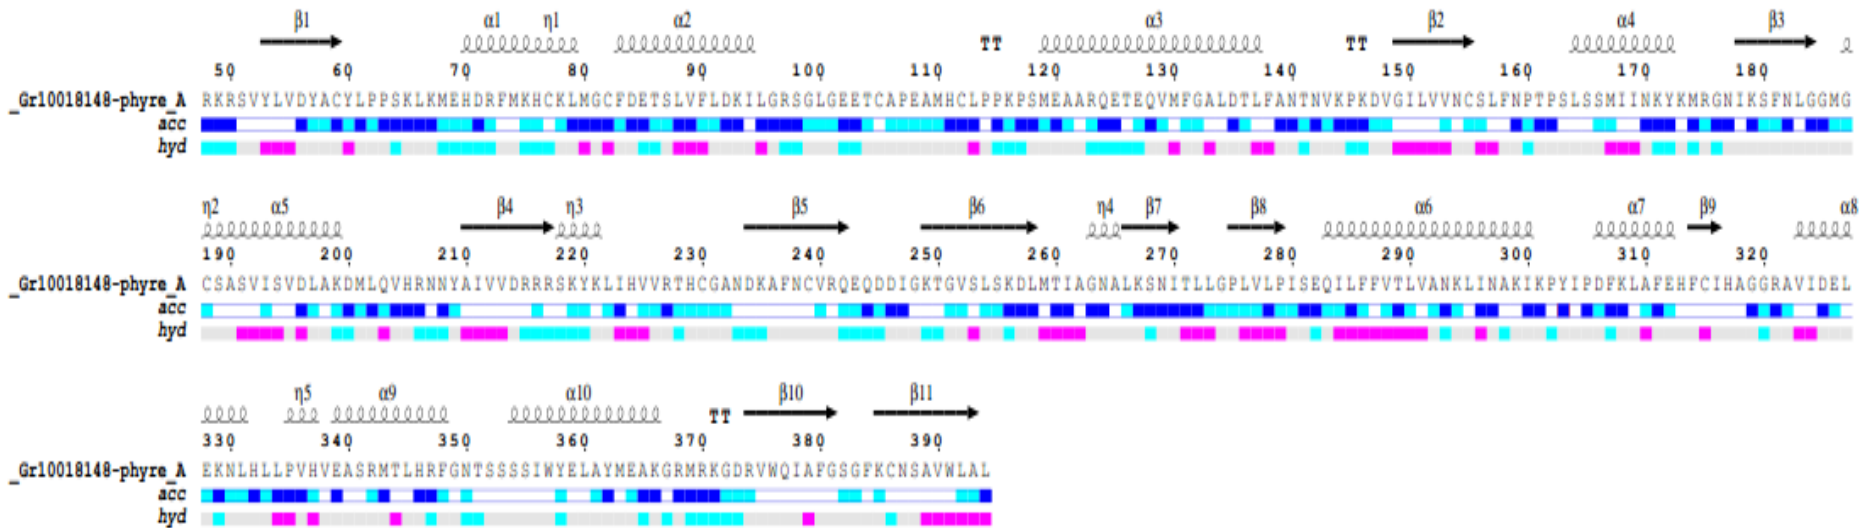 β1 α1 η1 α2 α3 β2 α4 β3
TT TT
50 60 70 80 90 100 110 120 130 140 150 160 170 180
_Gr10018148-phyre_A RKRSVYLVDYACYLPPSKLKMEHDRFMKHCKLMGCFDETSLVFLDKILGRSGLGEETCAPEAMHCLPPKPSMEAARQETEQVMFGALDTLFANTNVKPKDVGILVVNCSLFNPTPSLSSMIINKYKMRGNIKSFNLGGMG
acc
hyd
η2 α5 β4 η3 β5 β6 η4 β7 β8 α6 α7 β9 α8
190 200 210 220 230 240 250 260 270 280 290 300 310 320
_Gr10018148-phyre_A CSASVISVDLAKDMLQVHRNNYAIVVDRRRSKYKLIHVVRTHCGANDKAFNCVRQEQDDIGKTGVSLSKDLMTIAGNALKSNITLLGPLVLPISEQILFFVTLVANKLINAKIKPYIPDFKLAFEHFCIHAGGRAVIDEL
acc
hyd
η5 α9 α10 β10 β11
TT
330 340 350 360 370 380 390
_Gr10018148-phyre_A EKNLHLLPVHVEASRMTLHRFGNTSSSSIWYELAYMEAKGRMRKGDRVWQIAFGSGFKCNSAVWLAL
acc
hyd